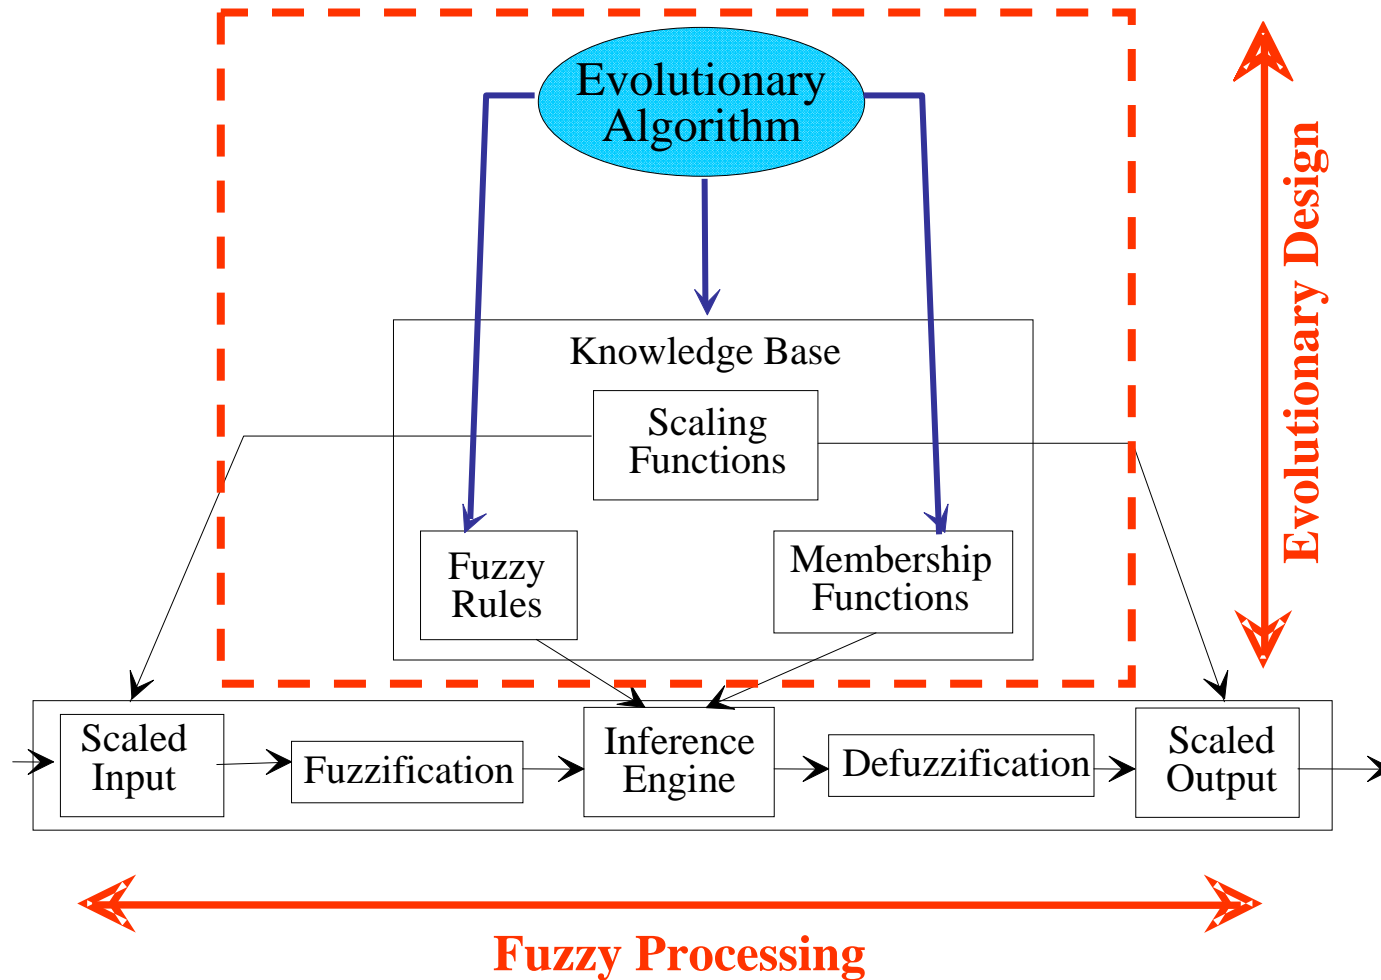 Evolutionary
Algorithm
Evolutionary Design
Knowledge Base
Scaling
Functions
Fuzzy
Rules
Membership
Functions
Scaled
Input
Fuzzification
Inference
Engine
Defuzzification
Scaled
Output
Fuzzy Processing